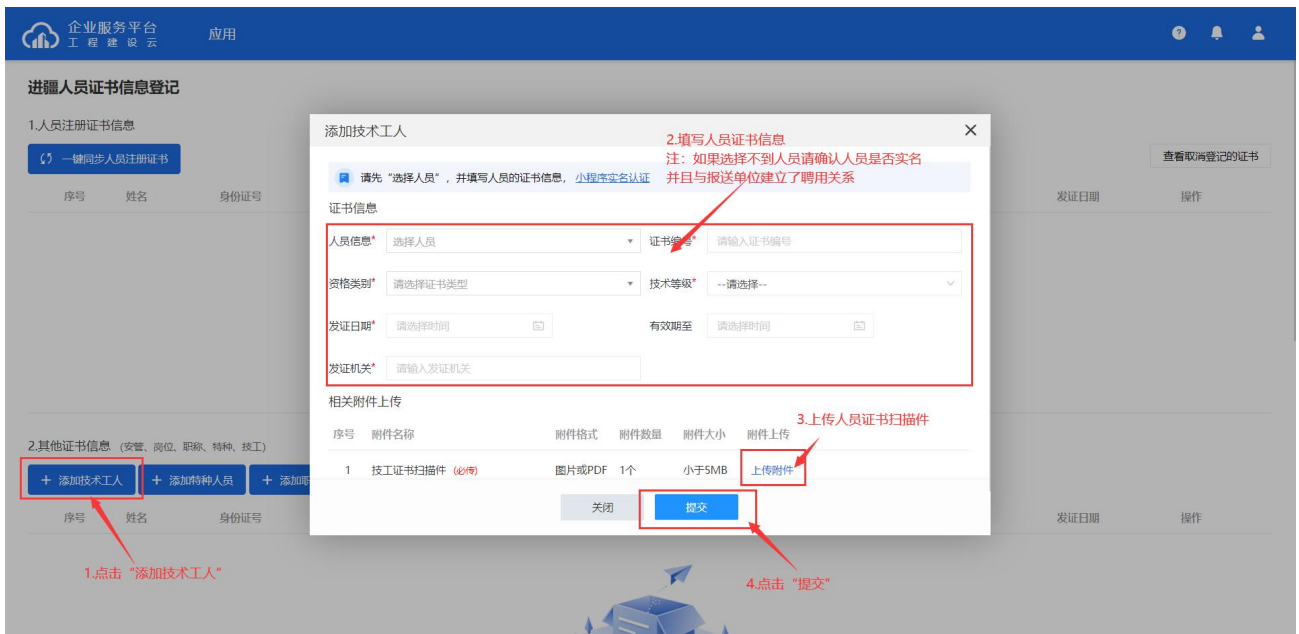 企业服务平台
工程建设云
应用
进疆人员证书信息登记
1.人员注册证书信息
一键同步人员注册证书
查看取消登记的证书
序号 姓名 身份证号 发证日期 操作
添加技术工人
2.填写人员证书信息
注：如果选择不到人员请确认人员是否实名
并且与报送单位建立了聘用关系
请先“选择人员”，并填写人员的证书信息, 小程序实名认证
证书信息
人员信息* 选择人员 证书编号* 请输入证书编号
资格类别* 请选择证书类型 技术等级* --请选择--
发证日期* 请选择时间 有效期至 请选择时间
发证机关* 请输入发证机关
相关附件上传
3.上传人员证书扫描件
序号 附件名称 附件格式 附件数量 附件大小 附件上传
1 技工证书扫描件 (必传) 图片或PDF 1个 小于5MB 上传附件
关闭 提交
2.其他证书信息 (安管、岗位、职称、特种、技工)
+ 添加技术工人 + 添加特种人员 + 添加
序号 姓名 身份证号 发证日期 操作
1.点击“添加技术工人”
4.点击“提交”